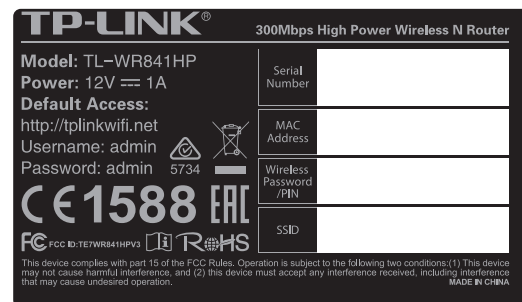 TP-LINK®
300Mbps High Power Wireless N Router
Model: TL-WR841HP
Power: 12V ⎓ 1A
Default Access:
http://tplinkwifi.net
Username: admin
Password: admin
5734
CE1588 EAC
FC FCC ID:TE7WR841HPV3 i RoHS
Serial
Number
MAC
Address
Wireless
Password
/PIN
SSID
This device complies with part 15 of the FCC Rules. Operation is subject to the following two conditions:(1) This device
may not cause harmful interference, and (2) this device must accept any interference received, including interference
that may cause undesired operation.
MADE IN CHINA